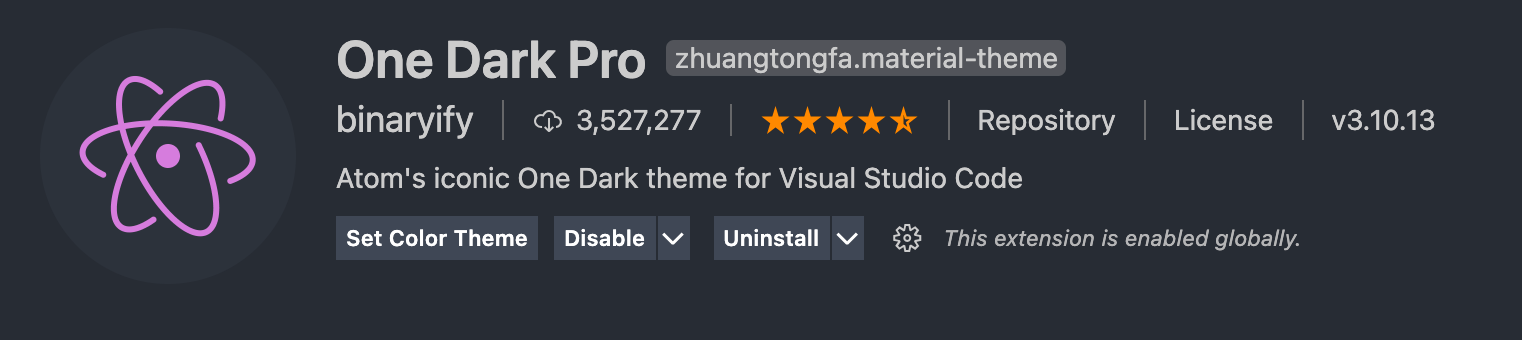 One Dark Pro zhuangtongfa.material-theme
binaryify 3,527,277 Repository License v3.10.13
Atom's iconic One Dark theme for Visual Studio Code
Set Color Theme Disable Uninstall This extension is enabled globally.